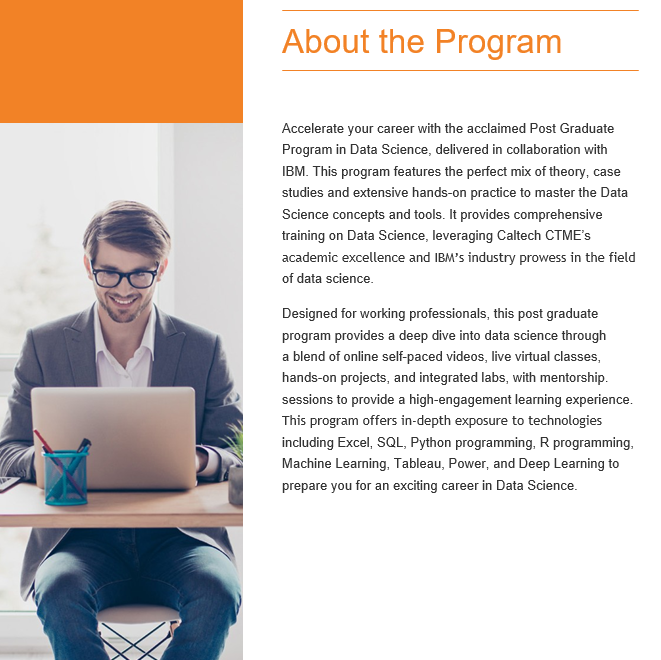 About the Program
Accelerate your career with the acclaimed Post Graduate
Program in Data Science, delivered in collaboration with
IBM. This program features the perfect mix of theory, case
studies and extensive hands-on practice to master the Data
Science concepts and tools. It provides comprehensive
training on Data Science, leveraging Caltech CTME’s
academic excellence and IBM’s industry prowess in the field
of data science.
Designed for working professionals, this post graduate
program provides a deep dive into data science through
a blend of online self-paced videos, live virtual classes,
hands-on projects, and integrated labs, with mentorship.
sessions to provide a high-engagement learning experience.
This program offers in-depth exposure to technologies
including Excel, SQL, Python programming, R programming,
Machine Learning, Tableau, Power, and Deep Learning to
prepare you for an exciting career in Data Science.